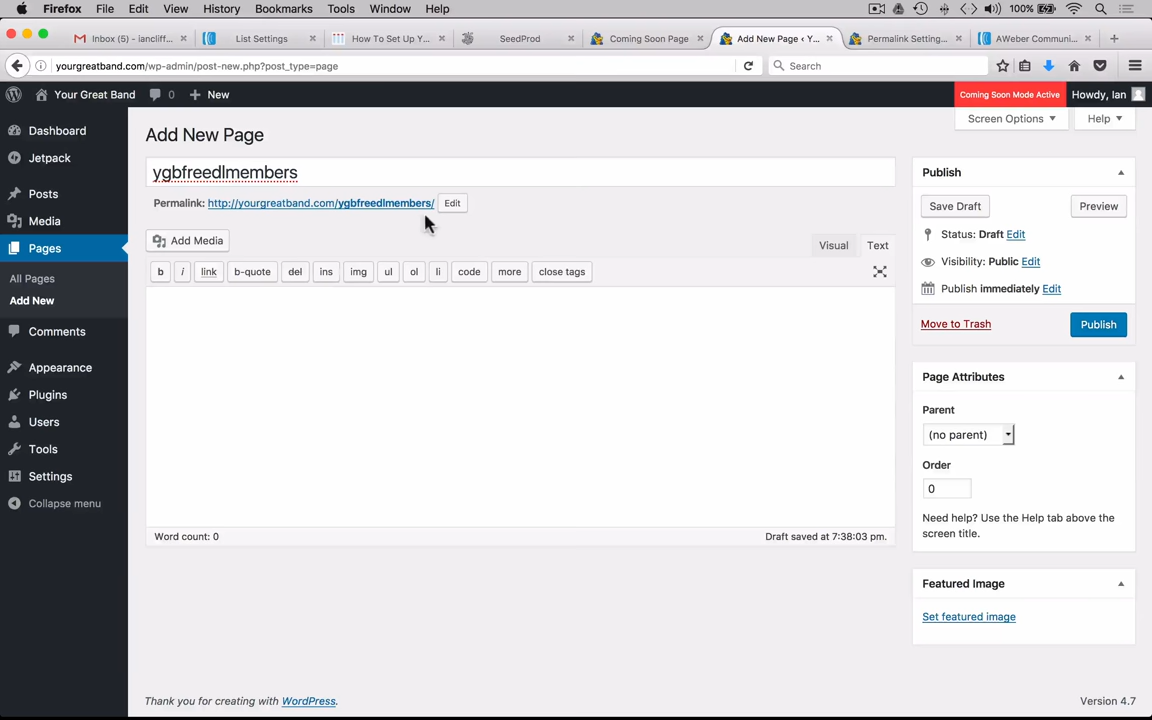 Firefox File Edit View History Bookmarks Tools Window Help 100%
Inbox (5) - iancliff... List Settings How To Set Up Y... SeedProd Coming Soon Page Add New Page ‹ Y... Permalink Setting... AWeber Communi...
yourgreatband.com/wp-admin/post-new.php?post_type=page Search
Your Great Band 0 New Coming Soon Mode Active Howdy, Ian
Screen Options Help
Dashboard
Jetpack
Posts
Media
Pages
All Pages
Add New
Comments
Appearance
Plugins
Users
Tools
Settings
Collapse menu
Add New Page
ygbfreedlmembers
Permalink: http://yourgreatband.com/ygbfreedlmembers/ Edit
Add Media Visual Text
b i link b-quote del ins img ul ol li code more close tags
Word count: 0 Draft saved at 7:38:03 pm.
Publish
Save Draft Preview
Status: Draft Edit
Visibility: Public Edit
Publish immediately Edit
Move to Trash Publish
Page Attributes
Parent
(no parent)
Order
0
Need help? Use the Help tab above the
screen title.
Featured Image
Set featured image
Thank you for creating with WordPress. Version 4.7